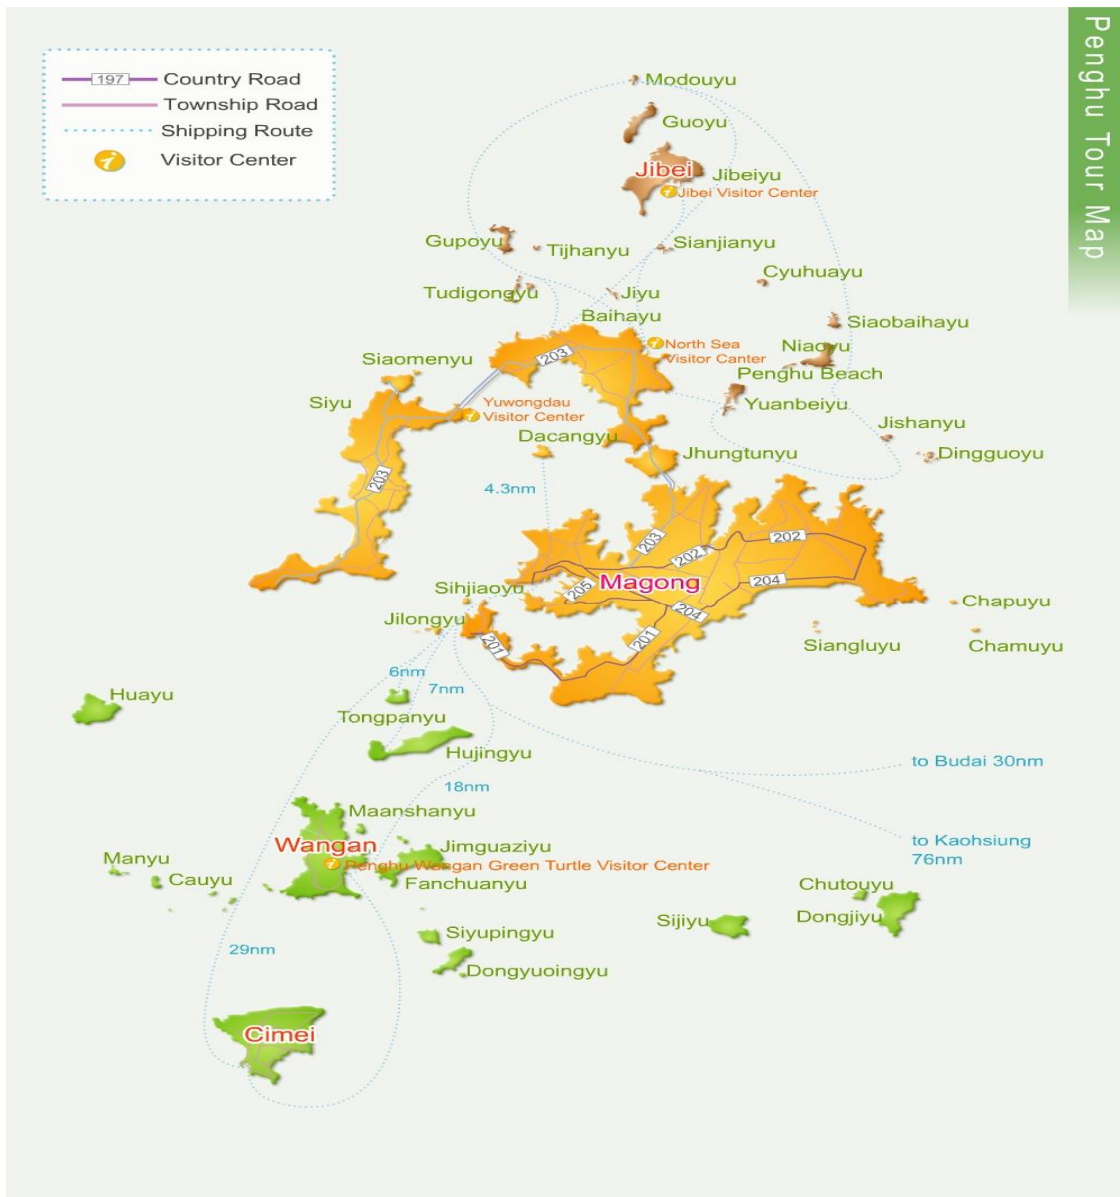 Penghu Tour Map
197 Country Road
Township Road
Shipping Route
Visitor Center
Modouyu
Guoyu
Jibei
Jibeiyu
Jibei Visitor Center
Gupoyu
Tijhanyu
Sianjianyu
Cyuhuayu
Tudigongyu
Jiyu
Baihayu
Siaobaihayu
North Sea
Visitor Canter
Niaoyu
203
Siaomenyu
Penghu Beach
Siyu
Yuwongdau
Visitor Center
Yuanbeiyu
Jishanyu
Dacangyu
Jhungtunyu
Dingguoyu
203
4.3nm
203
202
202
Magong
204
205
Sihjiaoyu
204
Chapuyu
Jilongyu
201
201
Siangluyu
Chamuyu
6nm
7nm
Huayu
Tongpanyu
Hujingyu
to Budai 30nm
18nm
Maanshanyu
Wangan
Jimguaziyu
to Kaohsiung
76nm
Manyu
Penghu Wangan Green Turtle Visitor Center
Cauyu
Fanchuanyu
Chutouyu
Sijiyu
Dongjiyu
Siyupingyu
29nm
Dongyuoingyu
Cimei